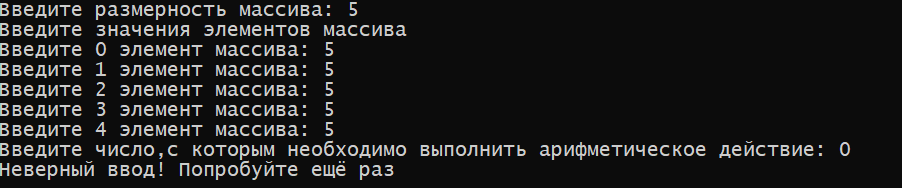 Введите размерность массива: 5
Введите значения элементов массива
Введите 0 элемент массива: 5
Введите 1 элемент массива: 5
Введите 2 элемент массива: 5
Введите 3 элемент массива: 5
Введите 4 элемент массива: 5
Введите число,с которым необходимо выполнить арифметическое действие: 0
Неверный ввод! Попробуйте ещё раз